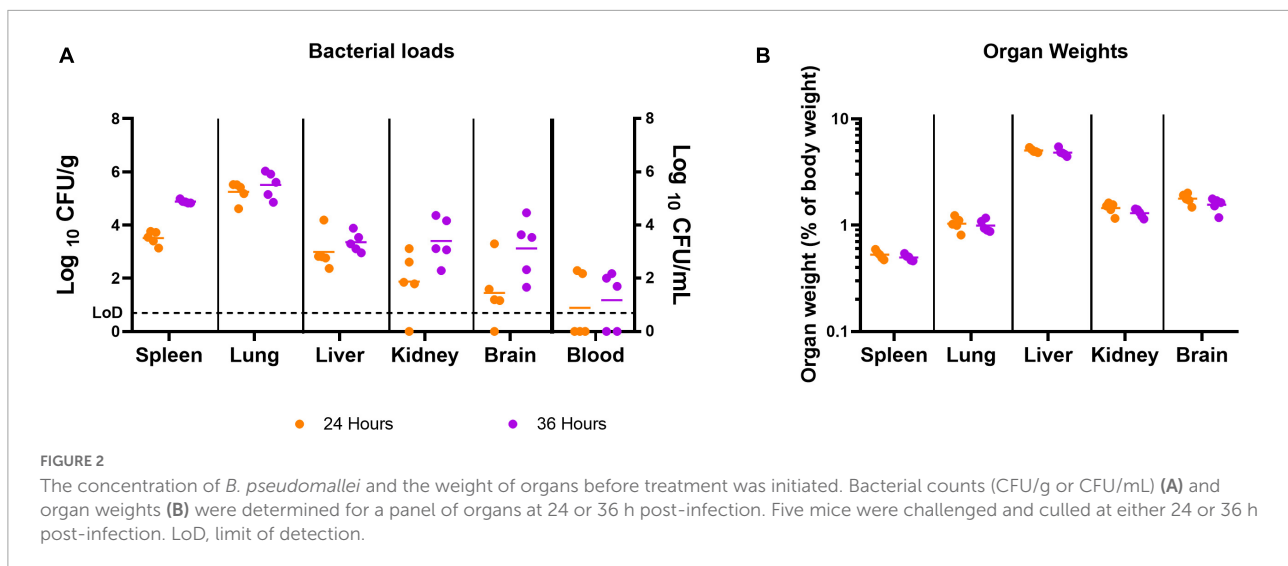 A
Bacterial loads
Log 10 CFU/g
8
6
4
2
LoD
0
8
6
4
2
0
Log 10 CFU/mL
Spleen Lung Liver Kidney Brain Blood
B
Organ Weights
Organ weight (% of body weight)
10
1
0.1
Spleen Lung Liver Kidney Brain
24 Hours 36 Hours
FIGURE 2
The concentration of B. pseudomallei and the weight of organs before treatment was initiated. Bacterial counts (CFU/g or CFU/mL) (A) and
organ weights (B) were determined for a panel of organs at 24 or 36 h post-infection. Five mice were challenged and culled at either 24 or 36 h
post-infection. LoD, limit of detection.